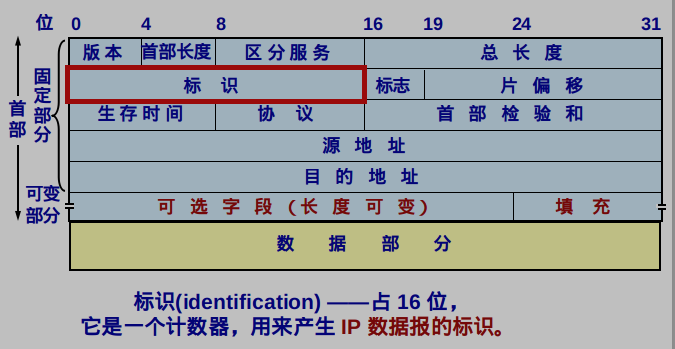 位 0 4 8 16 19 24 31
版本 首部长度 区分服务 总长度
标识 标志 片偏移
生存时间 协议 首部检验和
源地址
目的地址
可选字段（长度可变） 填充
数据部分
首部
固定部分
可变部分
标识(identification) ——占 16 位，
它是一个计数器，用来产生 IP 数据报的标识。